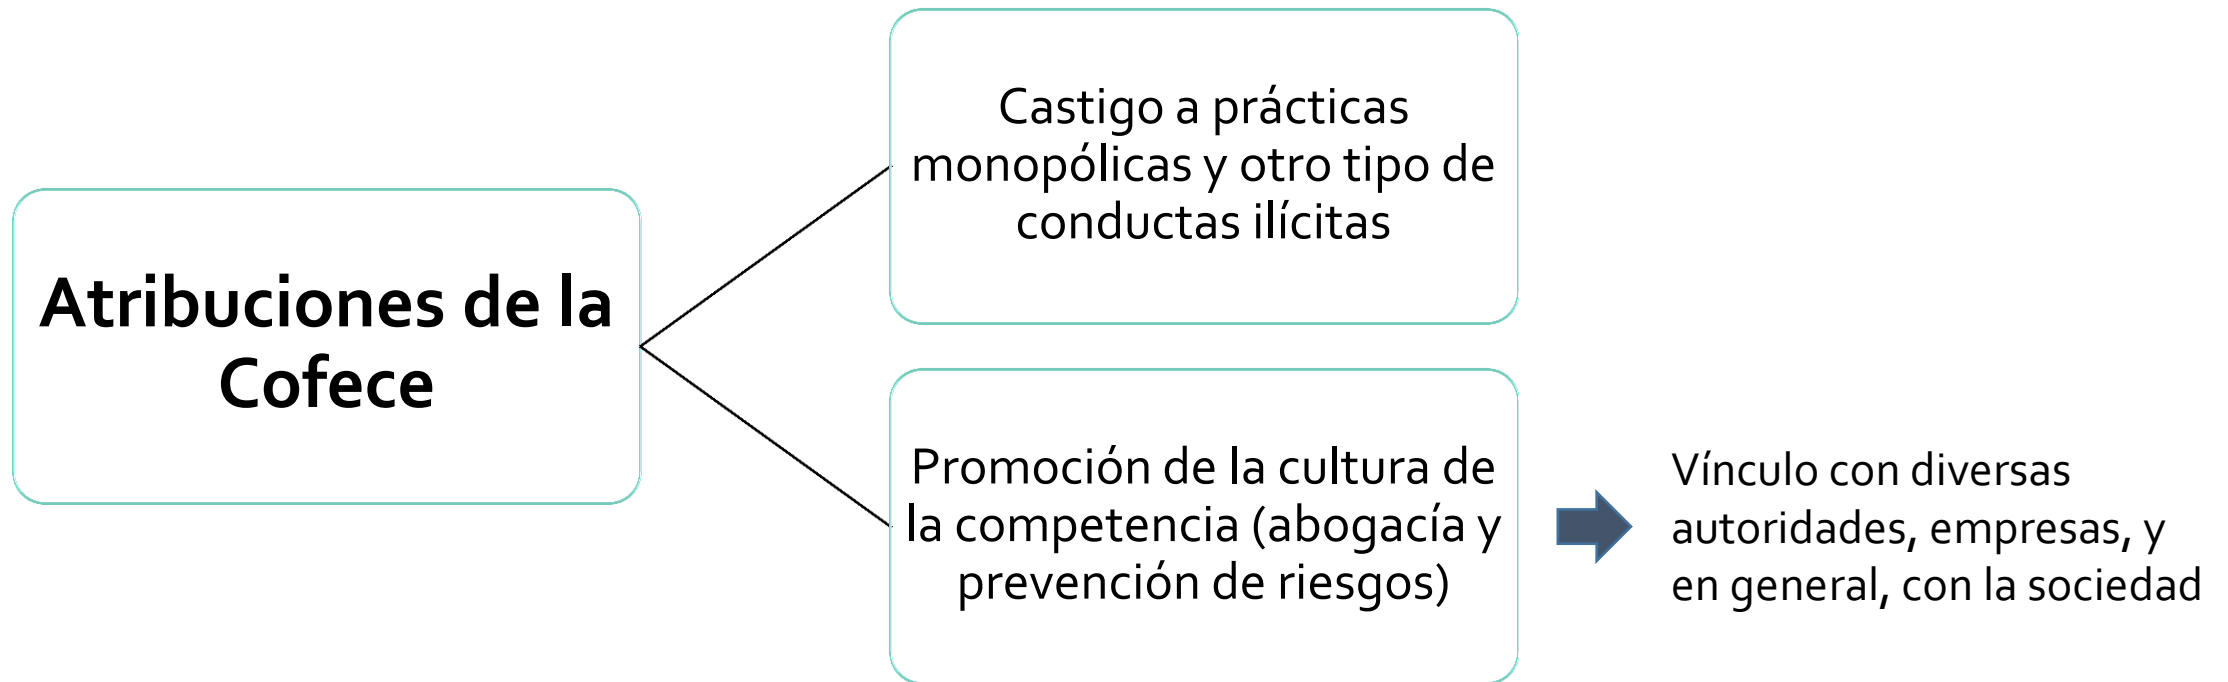 Atribuciones de la
Cofece
Castigo a prácticas
monopólicas y otro tipo de
conductas ilícitas
Promoción de la cultura de
la competencia (abogacía y
prevención de riesgos)
Vínculo con diversas
autoridades, empresas, y
en general, con la sociedad